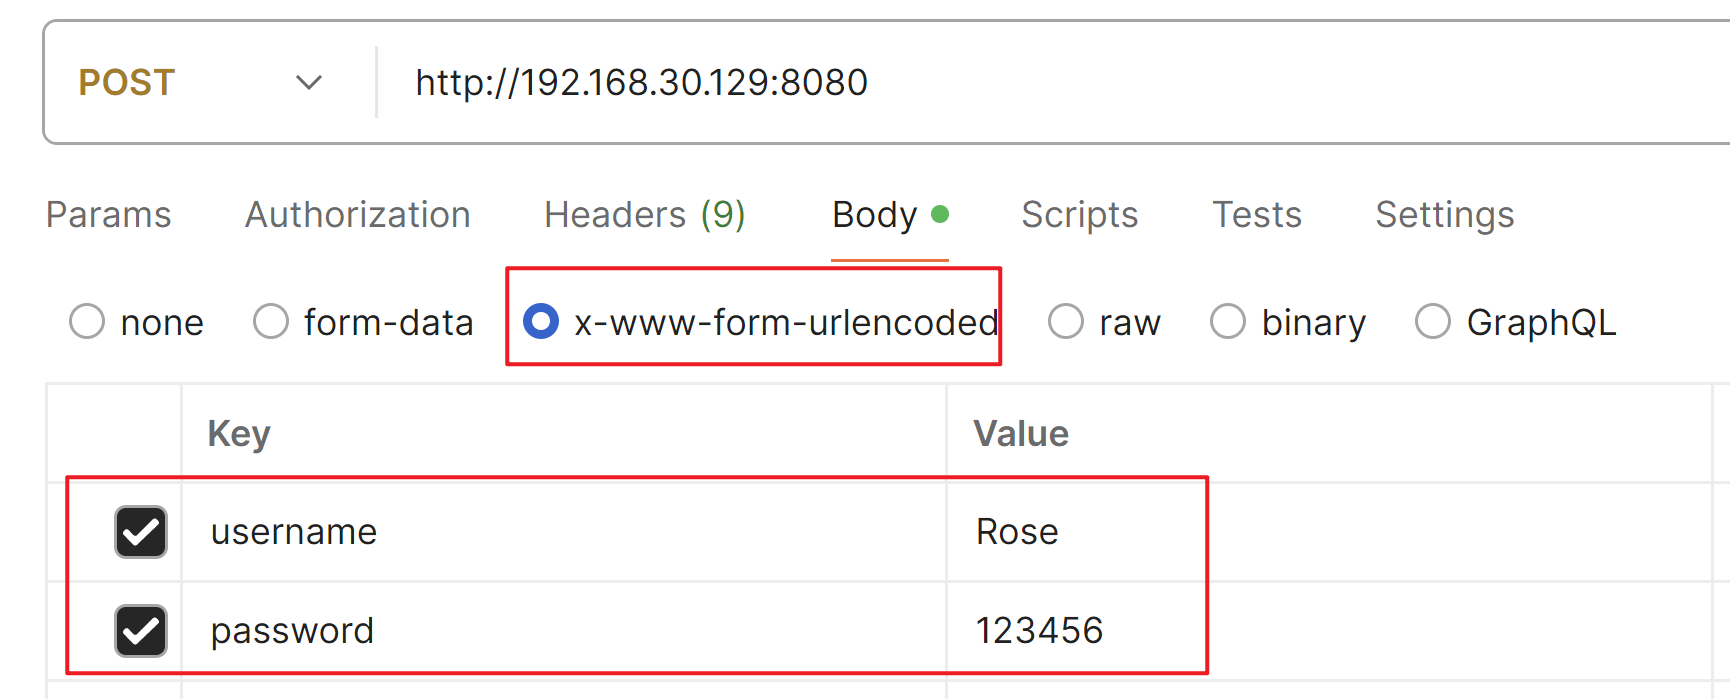 POST http://192.168.30.129:8080
Params Authorization Headers (9) Body Scripts Tests Settings
none form-data x-www-form-urlencoded raw binary GraphQL
Key Value
username Rose
password 123456